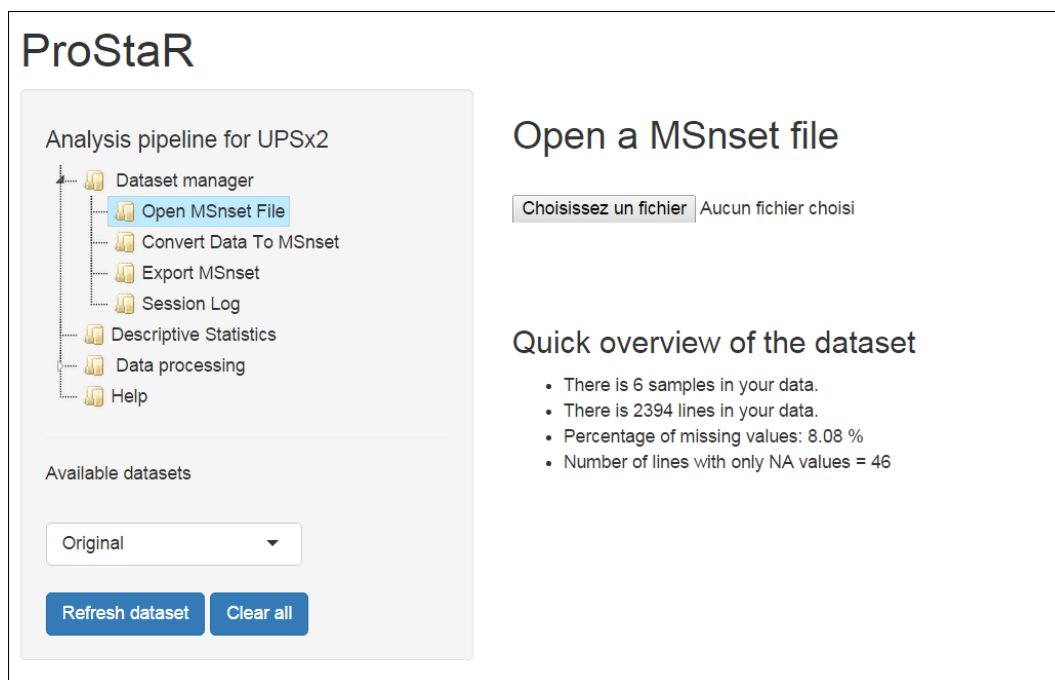 ProStaR
Analysis pipeline for UPSx2
Dataset manager
Open MSnset File
Convert Data To MSnset
Export MSnset
Session Log
Descriptive Statistics
Data processing
Help
Available datasets
Original
Refresh dataset Clear all
Open a MSnset file
Choisissez un fichier Aucun fichier choisi
Quick overview of the dataset
• There is 6 samples in your data.
• There is 2394 lines in your data.
• Percentage of missing values: 8.08 %
• Number of lines with only NA values = 46